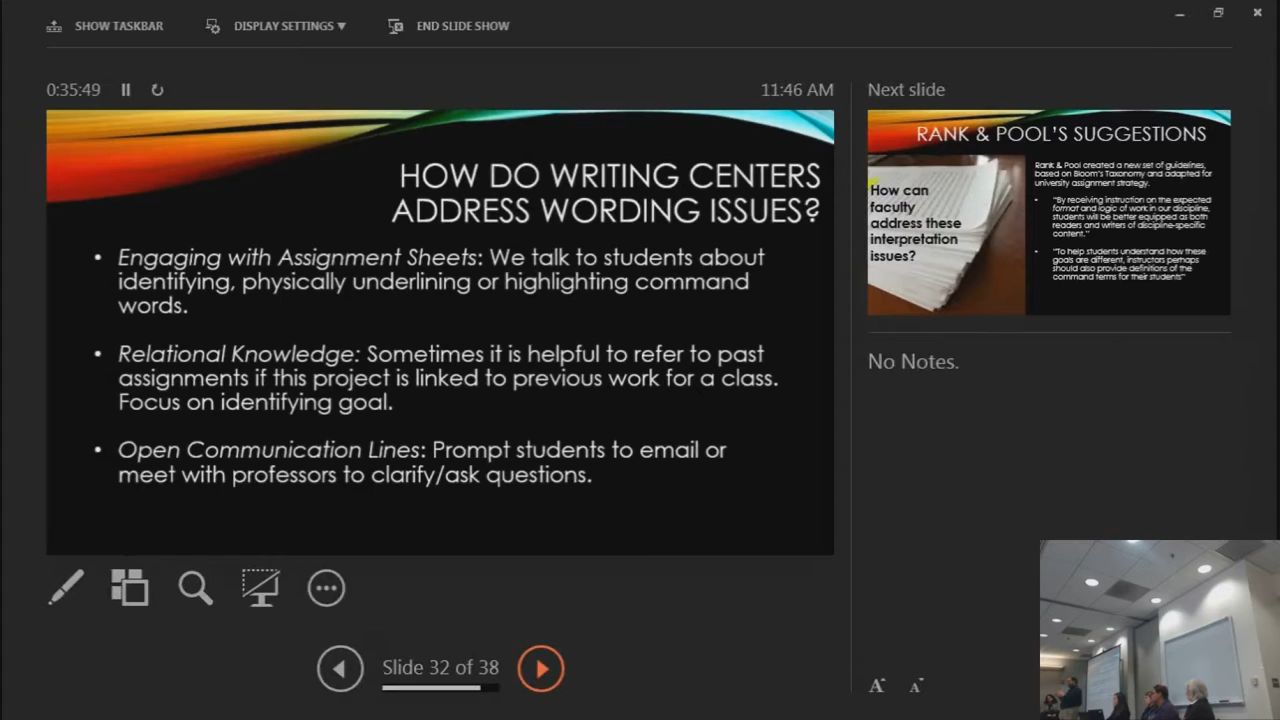 SHOW TASKBAR
DISPLAY SETTINGS ▼
END SLIDE SHOW
0:35:49
11:46 AM
HOW DO WRITING CENTERS
ADDRESS WORDING ISSUES?
• Engaging with Assignment Sheets: We talk to students about
identifying, physically underlining or highlighting command
words.
• Relational Knowledge: Sometimes it is helpful to refer to past
assignments if this project is linked to previous work for a class.
Focus on identifying goal.
• Open Communication Lines: Prompt students to email or
meet with professors to clarify/ask questions.
Slide 32 of 38
Next slide
RANK & POOL'S SUGGESTIONS
How can
faculty
address these
interpretation
issues?
Rank & Pool created a new set of guidelines,
based on Bloom's Taxonomy and adapted for
university assignment strategy.
• "By receiving instruction on the expected
format and logic of work in our discipline,
students will be better equipped as both
readers and writers of discipline-specific
content."
• "To help students understand how these
goals are different, instructors perhaps
should also provide definitions of the
command terms for their students"
No Notes.
A A